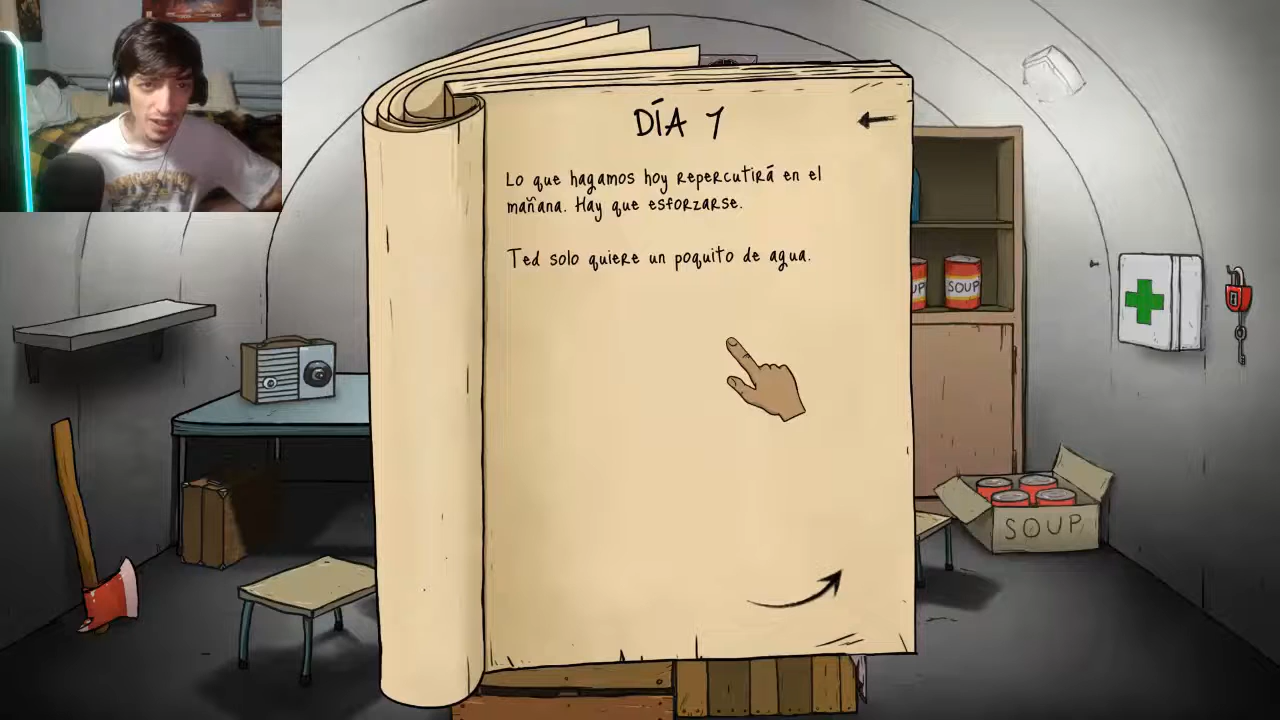 DÍA 7
Lo que hagamos hoy repercutirá en el
mañana. Hay que esforzarse.
Ted solo quiere un poquito de agua.
UP
SOUP
SOUP